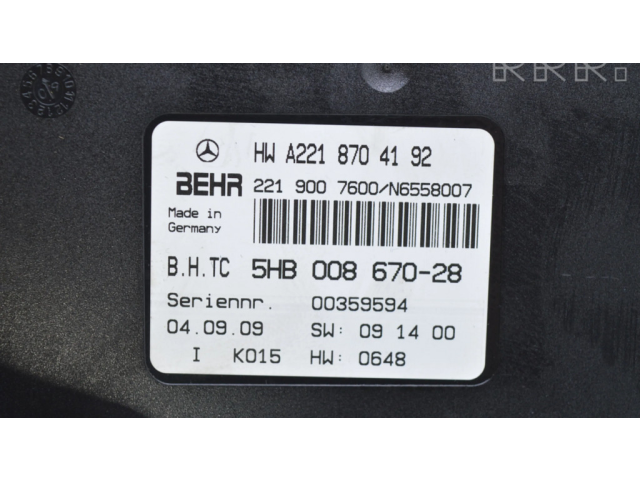 RRR.
HW A221 870 41 92
BEHR 221 900 7600/N6558007
Made in
Germany
B.H.TC 5HB 008 670-28
Seriennr. 00359594
04.09.09 SW: 09 14 00
I K015 HW: 0648